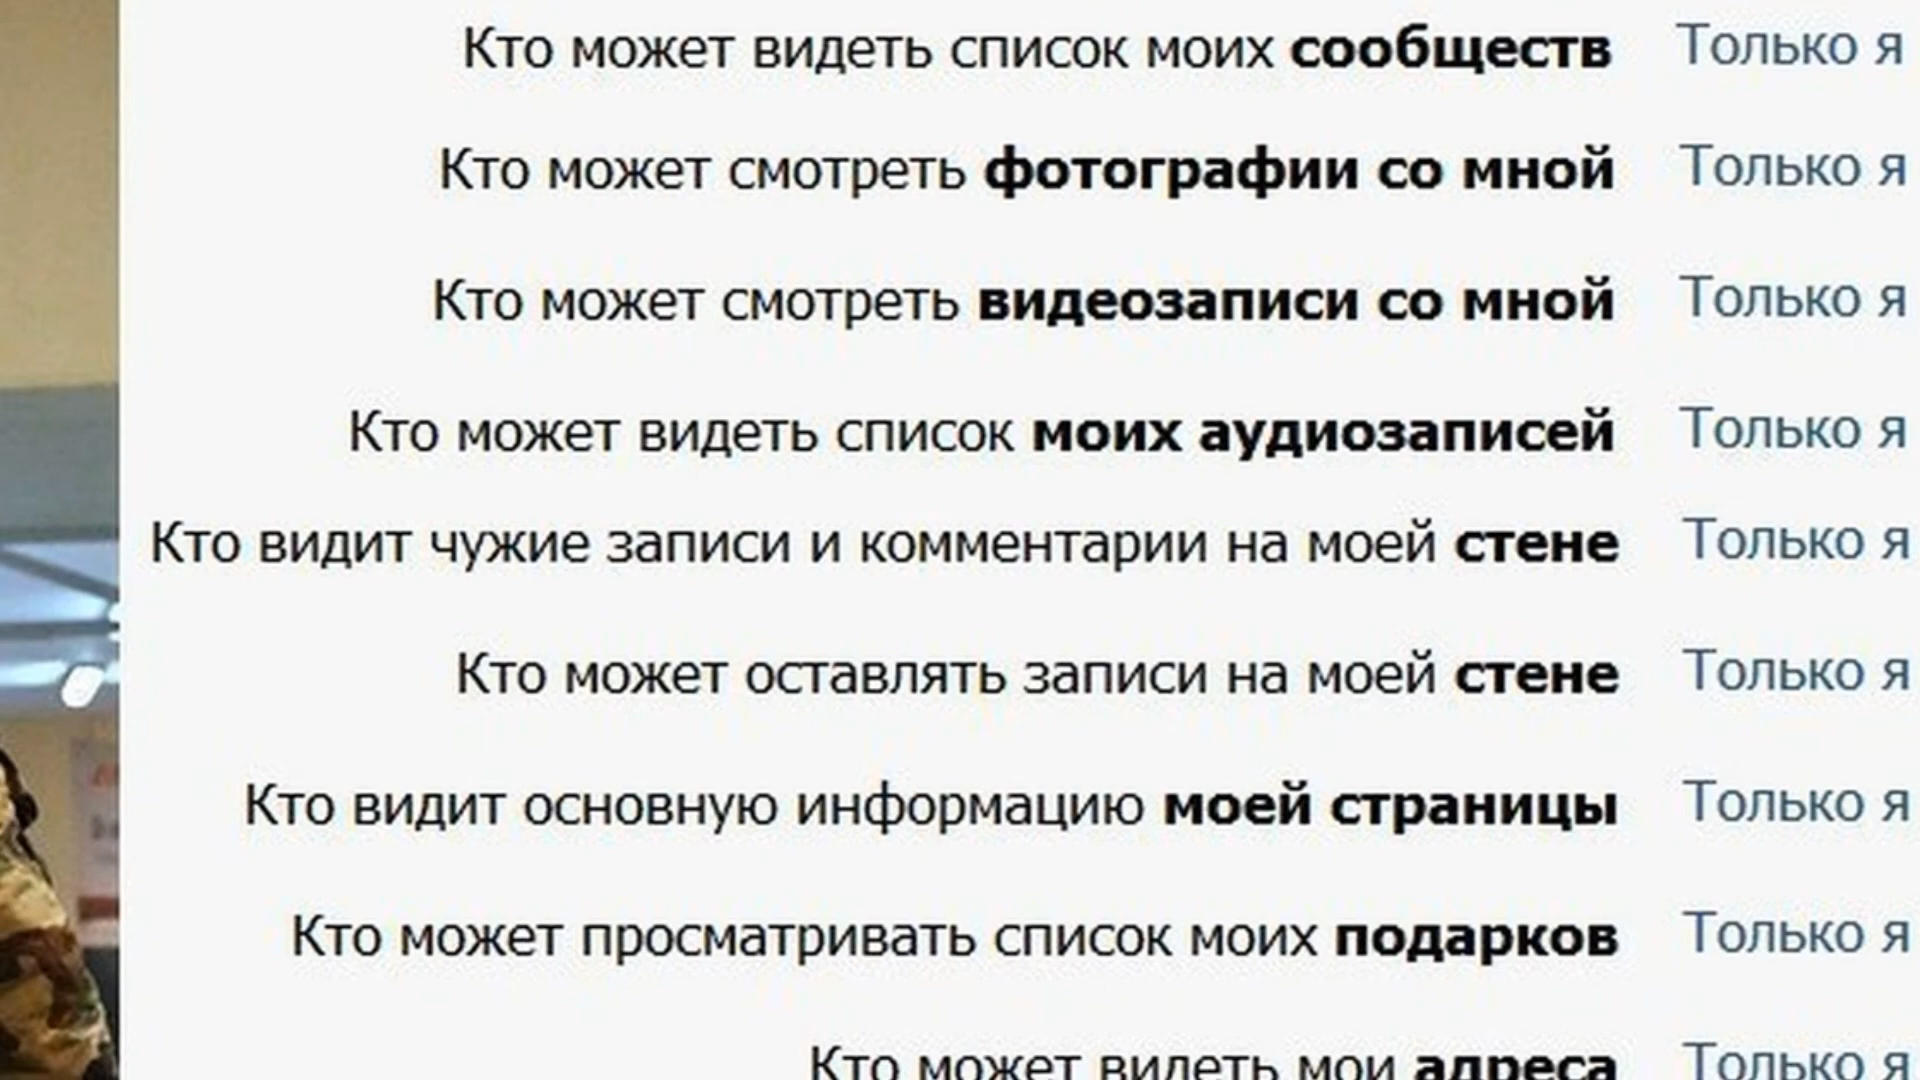 Кто может видеть список моих сообществ Только я
Кто может смотреть фотографии со мной Только я
Кто может смотреть видеозаписи со мной Только я
Кто может видеть список моих аудиозаписей Только я
Кто видит чужие записи и комментарии на моей стене Только я
Кто может оставлять записи на моей стене Только я
Кто видит основную информацию моей страницы Только я
Кто может просматривать список моих подарков Только я
Кто может видеть мои адреса Только я